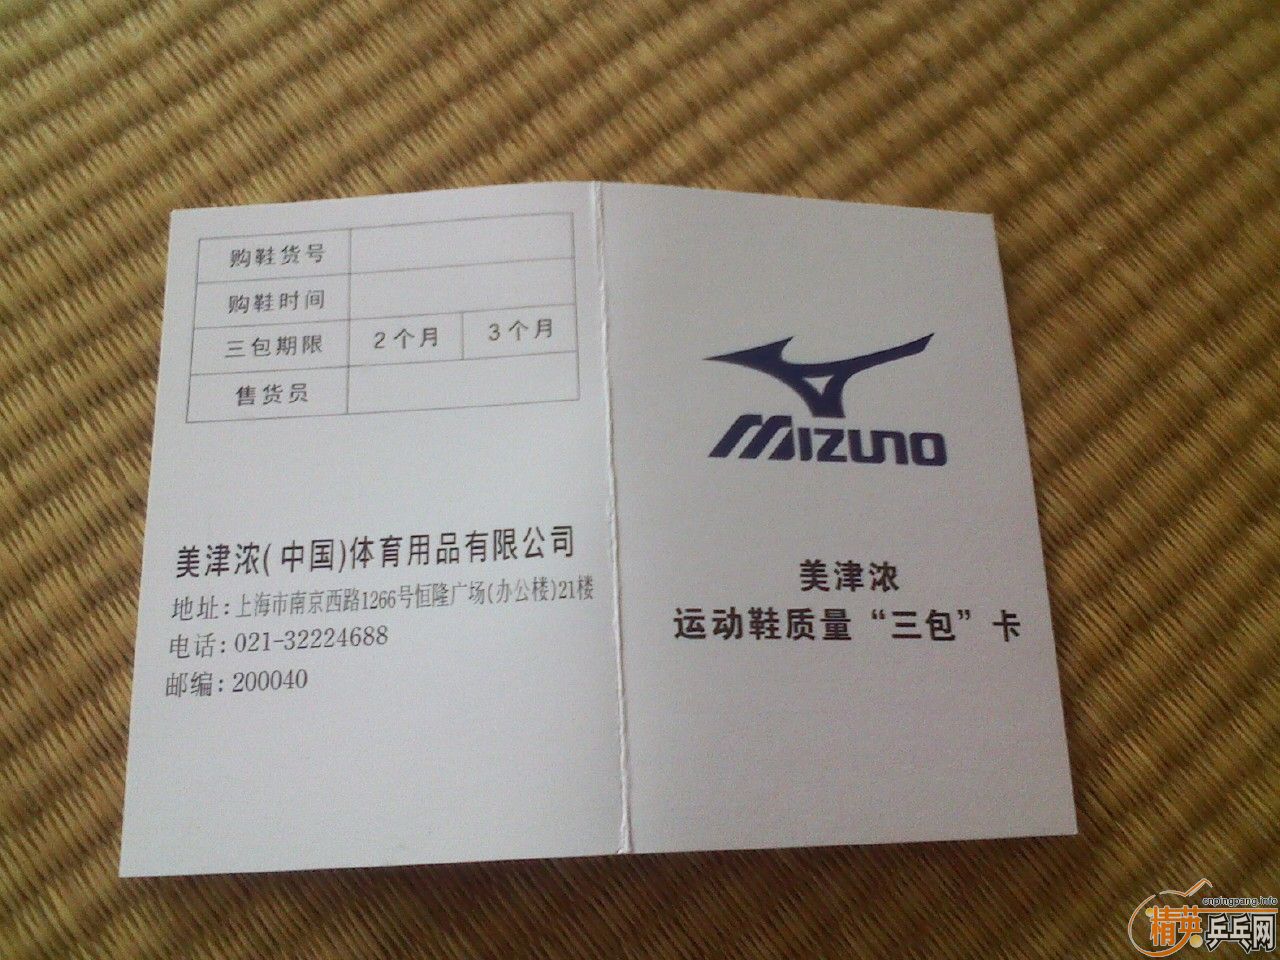 购鞋货号
购鞋时间
三包期限 2个月 3个月
售货员
美津浓(中国)体育用品有限公司
地址:上海市南京西路1266号恒隆广场(办公楼)21楼
电话:021-32224688
邮编:200040
MIZUNO
美津浓
运动鞋质量“三包”卡
cnpingpang.info
精英乒乓网